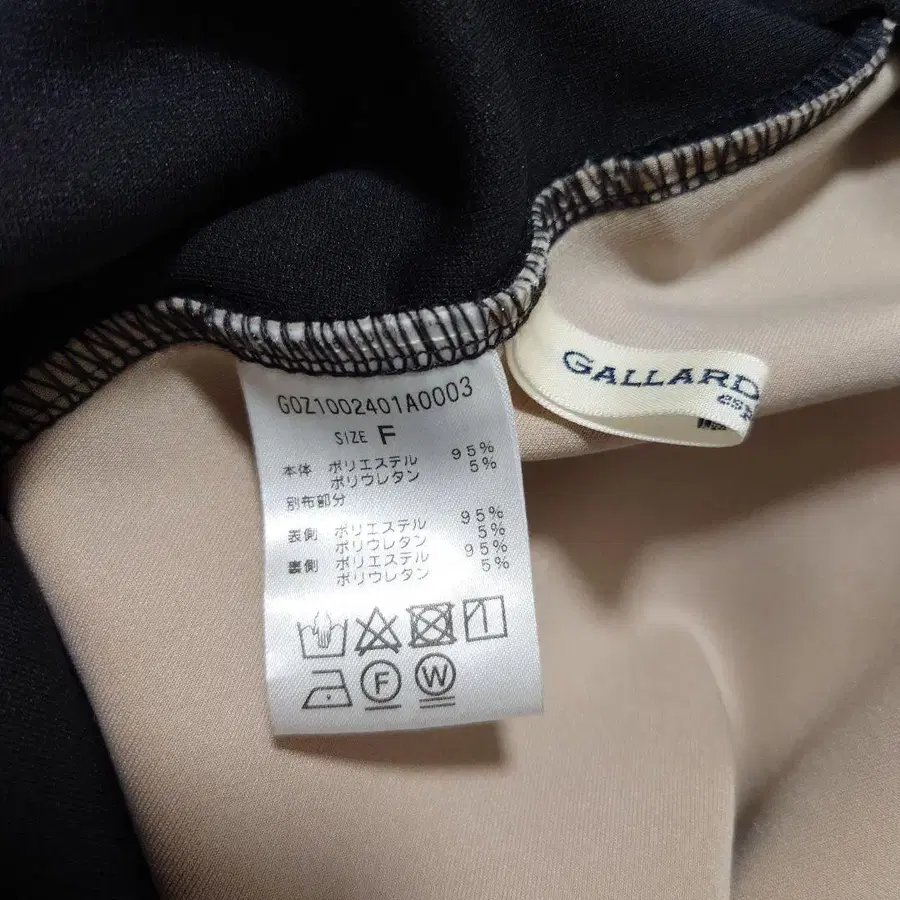 G0Z1002401A0003
SIZE F
本体 ポリエステル 95%
ポリウレタン 5%
別布部分
表側 ポリエステル 95%
ポリウレタン 5%
裏側 ポリエステル 95%
ポリウレタン 5%
F W
GALLARD